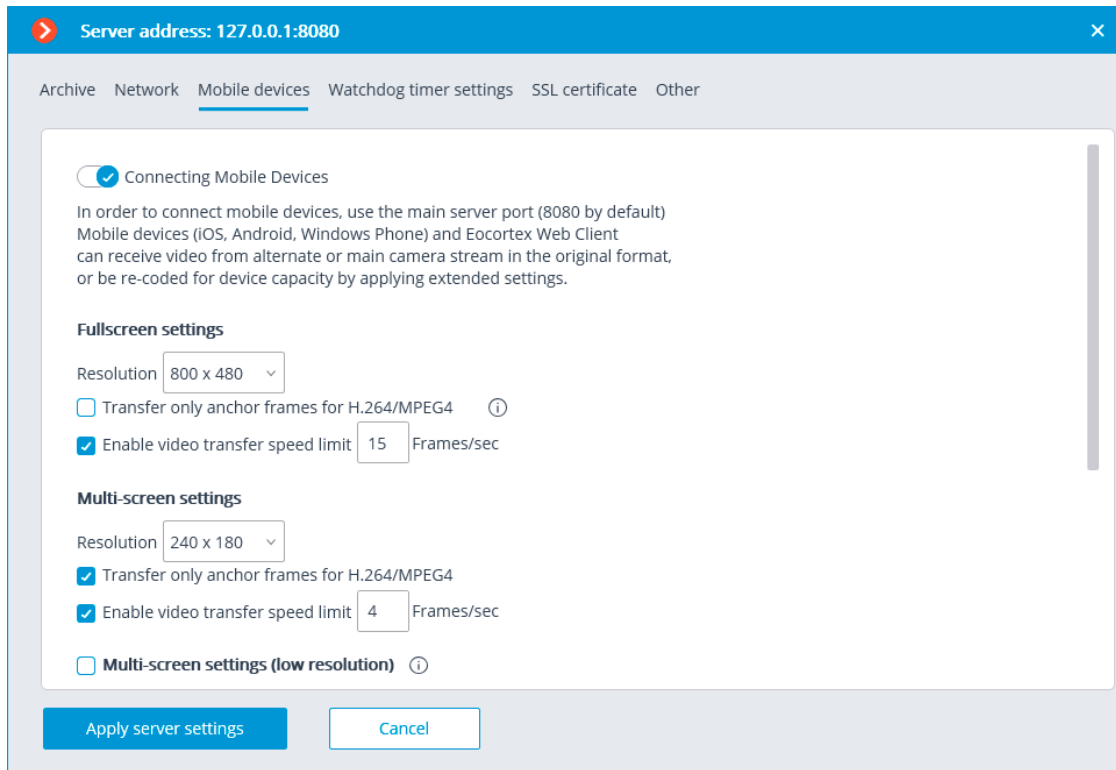 Server address: 127.0.0.1:8080
Archive Network Mobile devices Watchdog timer settings SSL certificate Other
Connecting Mobile Devices
In order to connect mobile devices, use the main server port (8080 by default)
Mobile devices (iOS, Android, Windows Phone) and Eocortex Web Client
can receive video from alternate or main camera stream in the original format,
or be re-coded for device capacity by applying extended settings.
Fullscreen settings
Resolution 800 x 480
Transfer only anchor frames for H.264/MPEG4
Enable video transfer speed limit 15 Frames/sec
Multi-screen settings
Resolution 240 x 180
Transfer only anchor frames for H.264/MPEG4
Enable video transfer speed limit 4 Frames/sec
Multi-screen settings (low resolution)
Apply server settings Cancel